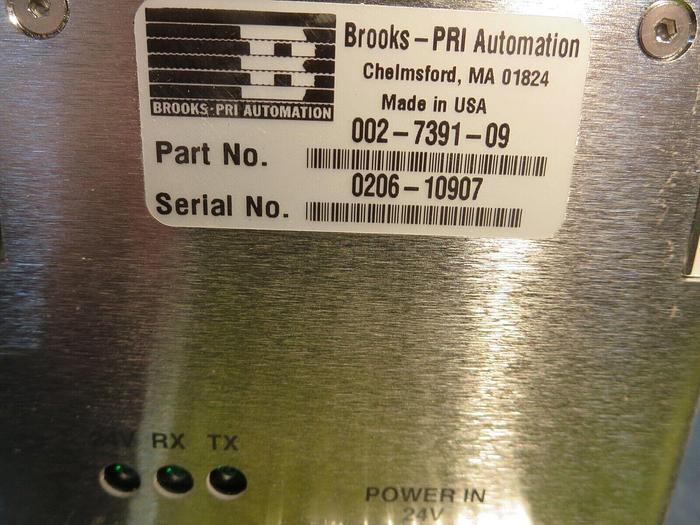 Brooks-PRI Automation
Chelmsford, MA 01824
BROOKS-PRI AUTOMATION
Made in USA
002-7391-09
Part No.
0206-10907
Serial No.
24V RX TX
POWER IN
24V